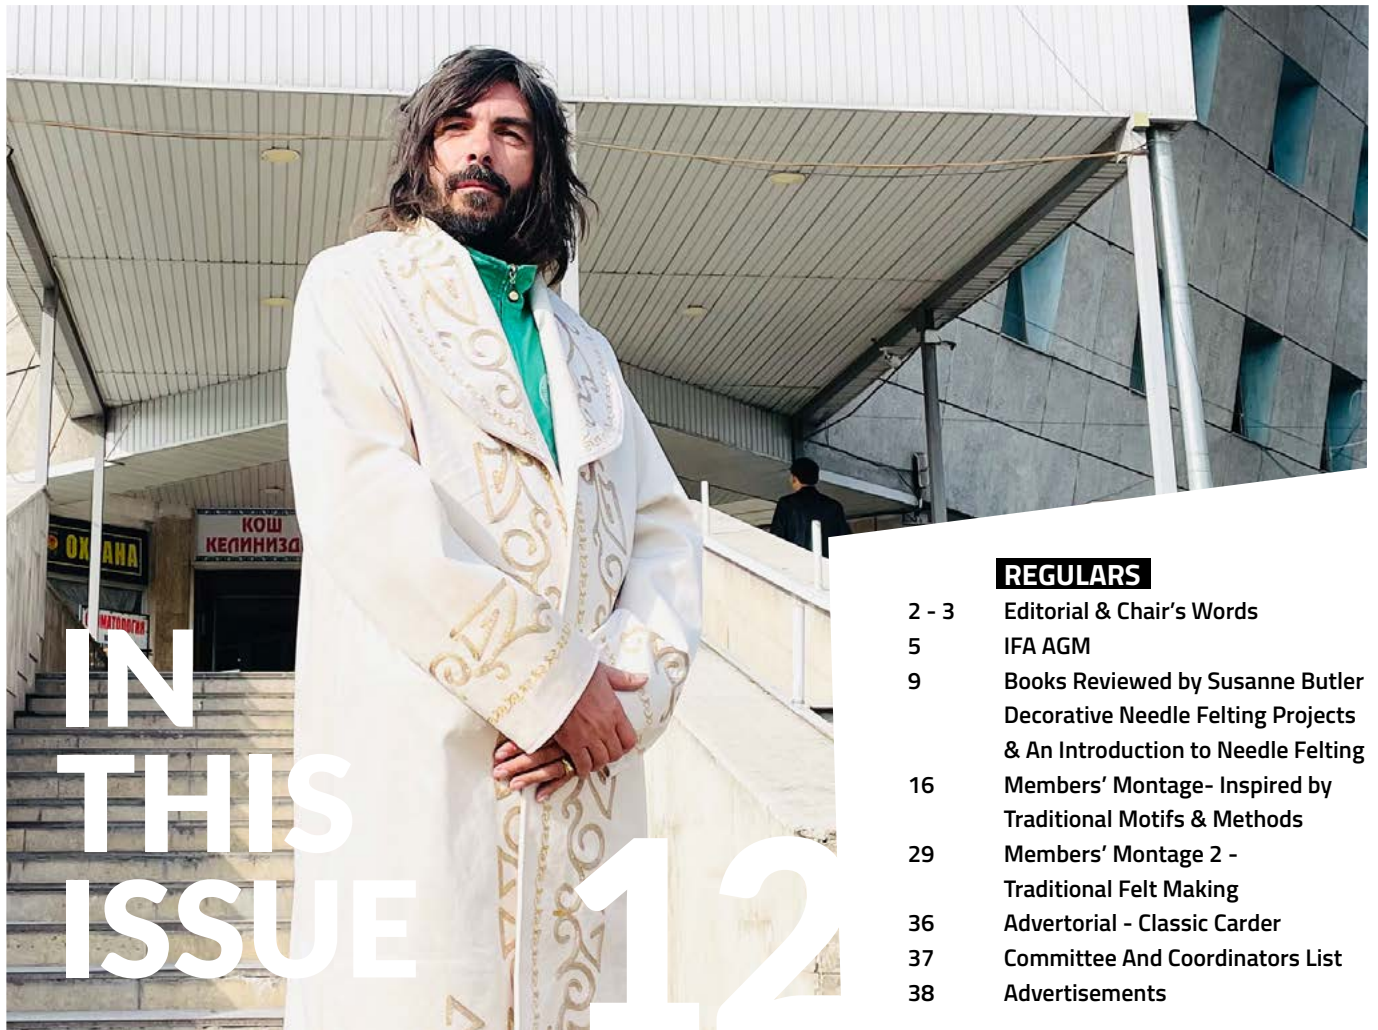 ОХРАНА
КОШ
КЕЛИНИЗД
МАТОЛОГИЯ
IN
THIS
ISSUE
12
REGULARS
2 - 3 Editorial & Chair’s Words
5 IFA AGM
9 Books Reviewed by Susanne Butler
Decorative Needle Felting Projects
& An Introduction to Needle Felting
16 Members’ Montage- Inspired by
Traditional Motifs & Methods
29 Members’ Montage 2 -
Traditional Felt Making
36 Advertorial - Classic Carder
37 Committee And Coordinators List
38 Advertisements